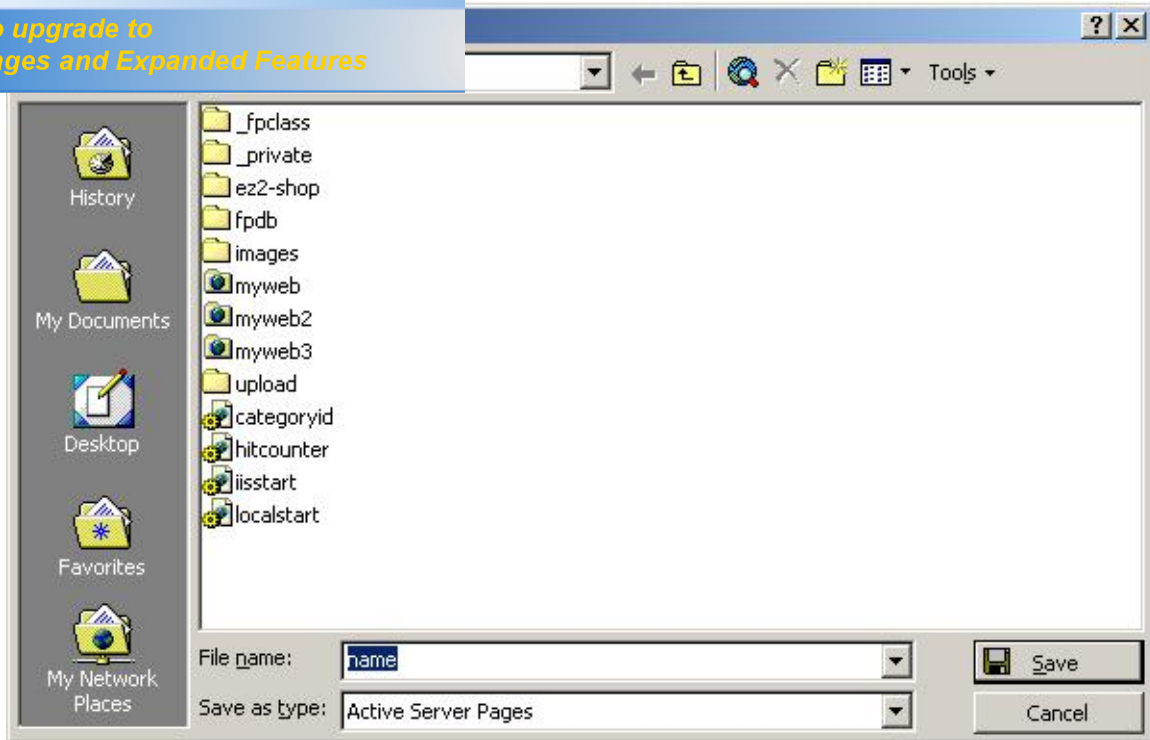 upgrade to
ges and Expanded Features
Tools
History
My Documents
Desktop
Favorites
My Network
Places
_fpclass
_private
ez2-shop
fpdb
images
myweb
myweb2
myweb3
upload
categoryid
hitcounter
iisstart
localstart
File name:
name
Save
Save as type:
Active Server Pages
Cancel